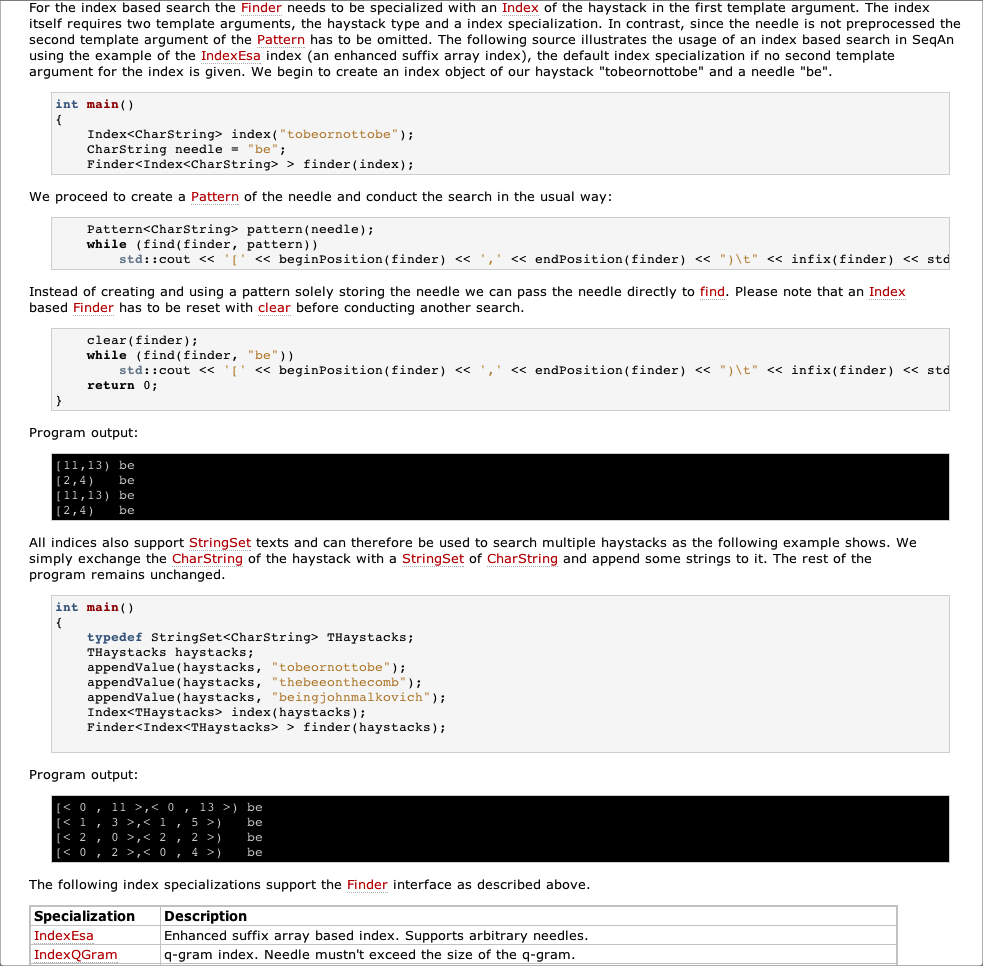 For the index based search the Finder needs to be specialized with an Index of the haystack in the first template argument. The index
itself requires two template arguments, the haystack type and a index specialization. In contrast, since the needle is not preprocessed the
second template argument of the Pattern has to be omitted. The following source illustrates the usage of an index based search in SeqAn
using the example of the IndexEsa index (an enhanced suffix array index), the default index specialization if no second template
argument for the index is given. We begin to create an index object of our haystack "tobeornottobe" and a needle "be".
int main()
{
    Index<CharString> index("tobeornottobe");
    CharString needle = "be";
    Finder<Index<CharString> > finder(index);
We proceed to create a Pattern of the needle and conduct the search in the usual way:
    Pattern<CharString> pattern(needle);
    while (find(finder, pattern))
        std::cout << '[' << beginPosition(finder) << ',' << endPosition(finder) << ")\t" << infix(finder) << std
Instead of creating and using a pattern solely storing the needle we can pass the needle directly to find. Please note that an Index
based Finder has to be reset with clear before conducting another search.
    clear(finder);
    while (find(finder, "be"))
        std::cout << '[' << beginPosition(finder) << ',' << endPosition(finder) << ")\t" << infix(finder) << std
    return 0;
}
Program output:
[11,13) be
[2,4)   be
[11,13) be
[2,4)   be
All indices also support StringSet texts and can therefore be used to search multiple haystacks as the following example shows. We
simply exchange the CharString of the haystack with a StringSet of CharString and append some strings to it. The rest of the
program remains unchanged.
int main()
{
    typedef StringSet<CharString> THaystacks;
    THaystacks haystacks;
    appendValue(haystacks, "tobeornottobe");
    appendValue(haystacks, "thebeeonthecomb");
    appendValue(haystacks, "beingjohnmalkovich");
    Index<THaystacks> index(haystacks);
    Finder<Index<THaystacks> > finder(haystacks);
Program output:
[< 0 , 11 >,< 0 , 13 >) be
[< 1 , 3 >,< 1 , 5 >)   be
[< 2 , 0 >,< 2 , 2 >)   be
[< 0 , 2 >,< 0 , 4 >)   be
The following index specializations support the Finder interface as described above.
Specialization Description
IndexEsa Enhanced suffix array based index. Supports arbitrary needles.
IndexQGram q-gram index. Needle mustn't exceed the size of the q-gram.